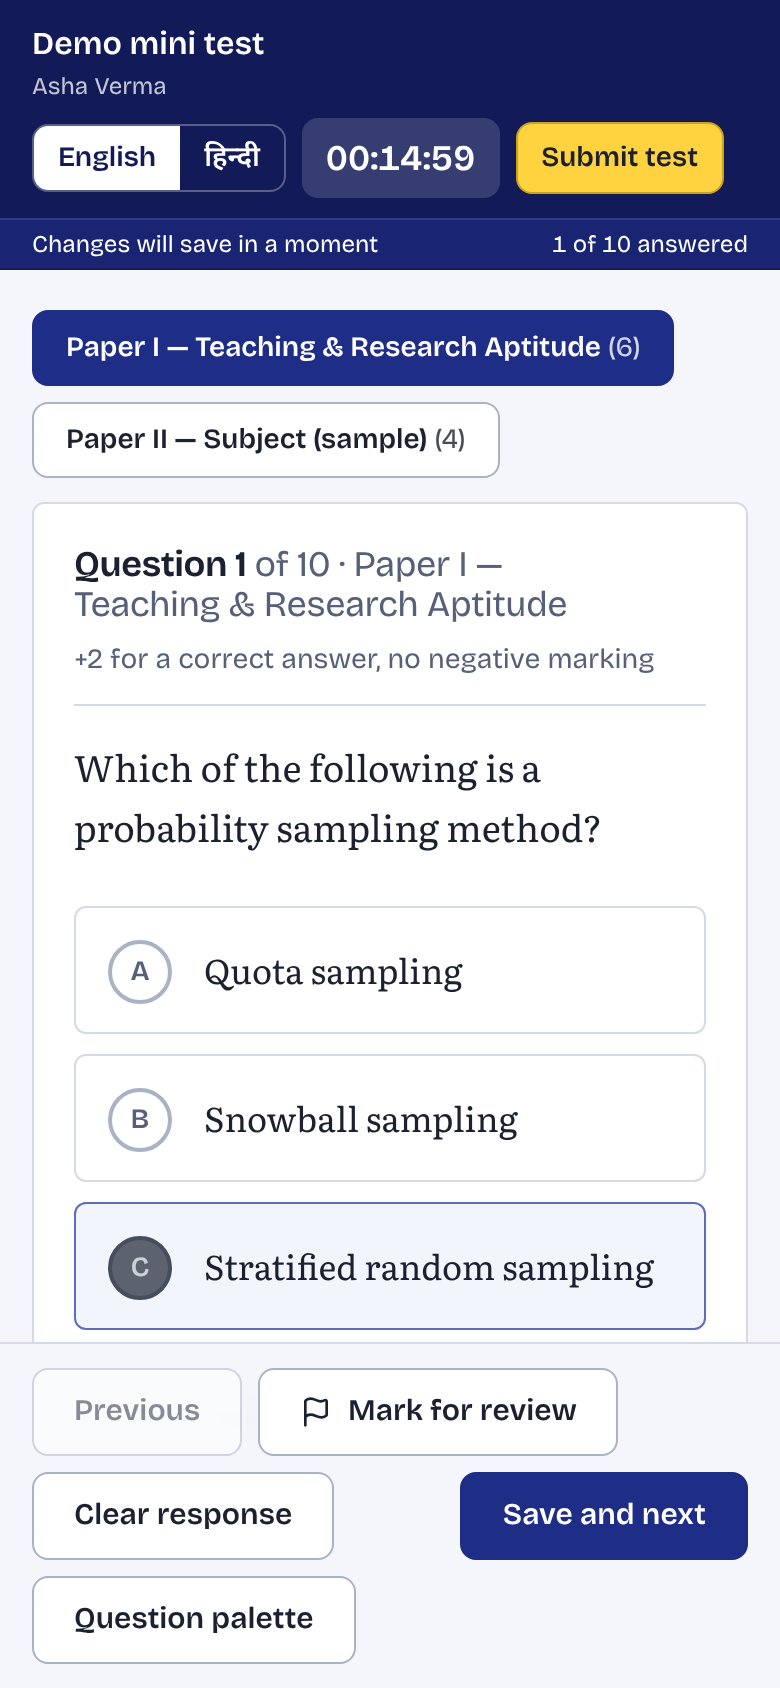 Demo mini test
Asha Verma
English
हिन्दी
00:14:59
Submit test
Changes will save in a moment
1 of 10 answered
Paper I — Teaching & Research Aptitude (6)
Paper II — Subject (sample) (4)
Question 1 of 10 · Paper I —
Teaching & Research Aptitude
+2 for a correct answer, no negative marking
Which of the following is a
probability sampling method?
A Quota sampling
B Snowball sampling
C Stratified random sampling
Previous
Mark for review
Clear response
Save and next
Question palette